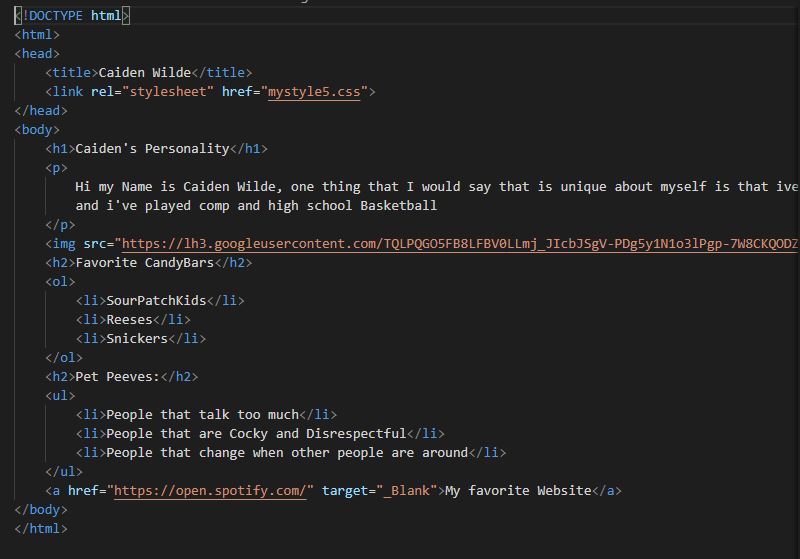 <!DOCTYPE html>
<html>
<head>
    <title>Caiden Wilde</title>
    <link rel="stylesheet" href="mystyle5.css">
</head>
<body>
    <h1>Caiden's Personality</h1>
    <p>
        Hi my Name is Caiden Wilde, one thing that I would say that is unique about myself is that ive
        and i've played comp and high school Basketball
    </p>
    <img src="https://lh3.googleusercontent.com/TQLPQGO5FB8LFBV0LLmj_JIcbJSgV-PDg5y1N1o3lPgp-7W8CKQODZ
    <h2>Favorite CandyBars</h2>
    <ol>
        <li>SourPatchKids</li>
        <li>Reeses</li>
        <li>Snickers</li>
    </ol>
    <h2>Pet Peeves:</h2>
    <ul>
        <li>People that talk too much</li>
        <li>People that are Cocky and Disrespectful</li>
        <li>People that change when other people are around</li>
    </ul>
    <a href="https://open.spotify.com/" target="_Blank">My favorite Website</a>
</body>
</html>